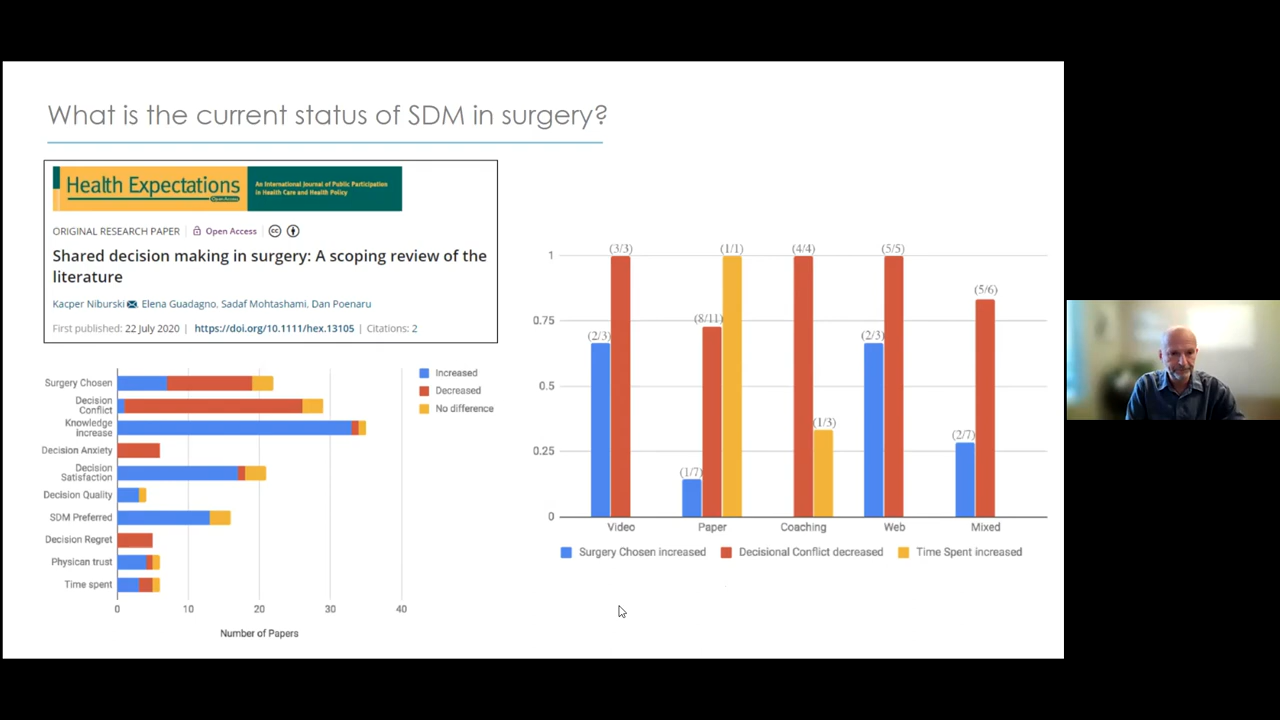 What is the current status of SDM in surgery?
Health Expectations
Open Access
An International Journal of Public Participation
in Health Care and Health Policy
ORIGINAL RESEARCH PAPER
Open Access
cc
Shared decision making in surgery: A scoping review of the
literature
Kacper Niburski, Elena Guadagno, Sadaf Mohtashami, Dan Poenaru
First published: 22 July 2020 | https://doi.org/10.1111/hex.13105 | Citations: 2
Surgery Chosen
Decision
Conflict
Knowledge
increase
Decision Anxiety
Decision
Satisfaction
Decision Quality
SDM Preferred
Decision Regret
Physican trust
Time spent
0 10 20 30 40
Number of Papers
Increased
Decreased
No difference
1
0.75
0.5
0.25
0
(2/3)
(3/3)
(1/7)
(8/11)
(1/1)
(4/4)
(1/3)
(2/3)
(5/5)
(2/7)
(5/6)
Video Paper Coaching Web Mixed
Surgery Chosen increased Decisional Conflict decreased Time Spent increased